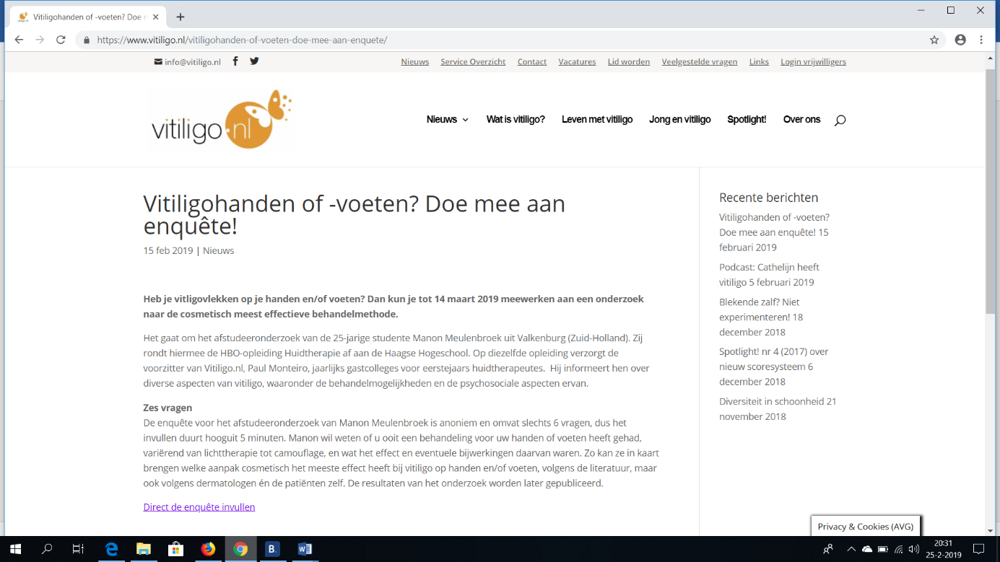 Vitiligohanden of -voeten? Doe n
https://www.vitiligo.nl/vitiligohanden-of-voeten-doe-mee-aan-enquete/
info@vitiligo.nl
Nieuws Service Overzicht Contact Vacatures Lid worden Veelgestelde vragen Links Login vrijwilligers
vitiligo.nl
Nieuws Wat is vitiligo? Leven met vitiligo Jong en vitiligo Spotlight! Over ons
Vitiligohanden of -voeten? Doe mee aan
enquête!
15 feb 2019 | Nieuws
Heb je vitligovlekken op je handen en/of voeten? Dan kun je tot 14 maart 2019 meewerken aan een onderzoek
naar de cosmetisch meest effectieve behandelmethode.
Het gaat om het afstudeeronderzoek van de 25-jarige studente Manon Meulenbroek uit Valkenburg (Zuid-Holland). Zij
rondt hiermee de HBO-opleiding Huidtherapie af aan de Haagse Hogeschool. Op diezelfde opleiding verzorgt de
voorzitter van Vitiligo.nl, Paul Monteiro, jaarlijks gastcolleges voor eerstejaars huidtherapeutes. Hij informeert hen over
diverse aspecten van vitiligo, waaronder de behandelmogelijkheden en de psychosociale aspecten ervan.
Zes vragen
De enquête voor het afstudeeronderzoek van Manon Meulenbroek is anoniem en omvat slechts 6 vragen, dus het
invullen duurt hooguit 5 minuten. Manon wil weten of u ooit een behandeling voor uw handen of voeten heeft gehad,
variërend van lichttherapie tot camouflage, en wat het effect en eventuele bijwerkingen daarvan waren. Zo kan ze in kaart
brengen welke aanpak cosmetisch het meeste effect heeft bij vitiligo op handen en/of voeten, volgens de literatuur, maar
ook volgens dermatologen én de patiënten zelf. De resultaten van het onderzoek worden later gepubliceerd.
Direct de enquête invullen
Recente berichten
Vitiligohanden of -voeten?
Doe mee aan enquête! 15
februari 2019
Podcast: Cathelijn heeft
vitiligo 5 februari 2019
Blekende zalf? Niet
experimenteren! 18
december 2018
Spotlight! nr 4 (2017) over
nieuw scoresysteem 6
december 2018
Diversiteit in schoonheid 21
november 2018
Privacy & Cookies (AVG)
B.
20:31
25-2-2019